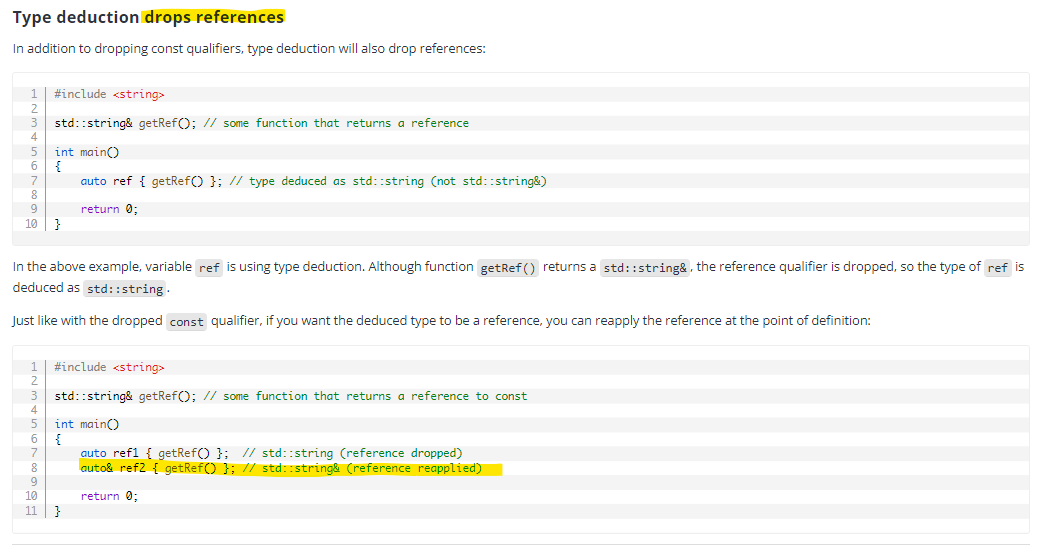 Type deduction drops references
In addition to dropping const qualifiers, type deduction will also drop references:
1 #include <string>
2
3 std::string& getRef(); // some function that returns a reference
4
5 int main()
6 {
7     auto ref { getRef() }; // type deduced as std::string (not std::string&)
8
9     return 0;
10 }
In the above example, variable ref is using type deduction. Although function getRef() returns a std::string&, the reference qualifier is dropped, so the type of ref is
deduced as std::string.
Just like with the dropped const qualifier, if you want the deduced type to be a reference, you can reapply the reference at the point of definition:
1 #include <string>
2
3 std::string& getRef(); // some function that returns a reference to const
4
5 int main()
6 {
7     auto ref1 { getRef() };  // std::string (reference dropped)
8     auto& ref2 { getRef() }; // std::string& (reference reapplied)
9
10     return 0;
11 }